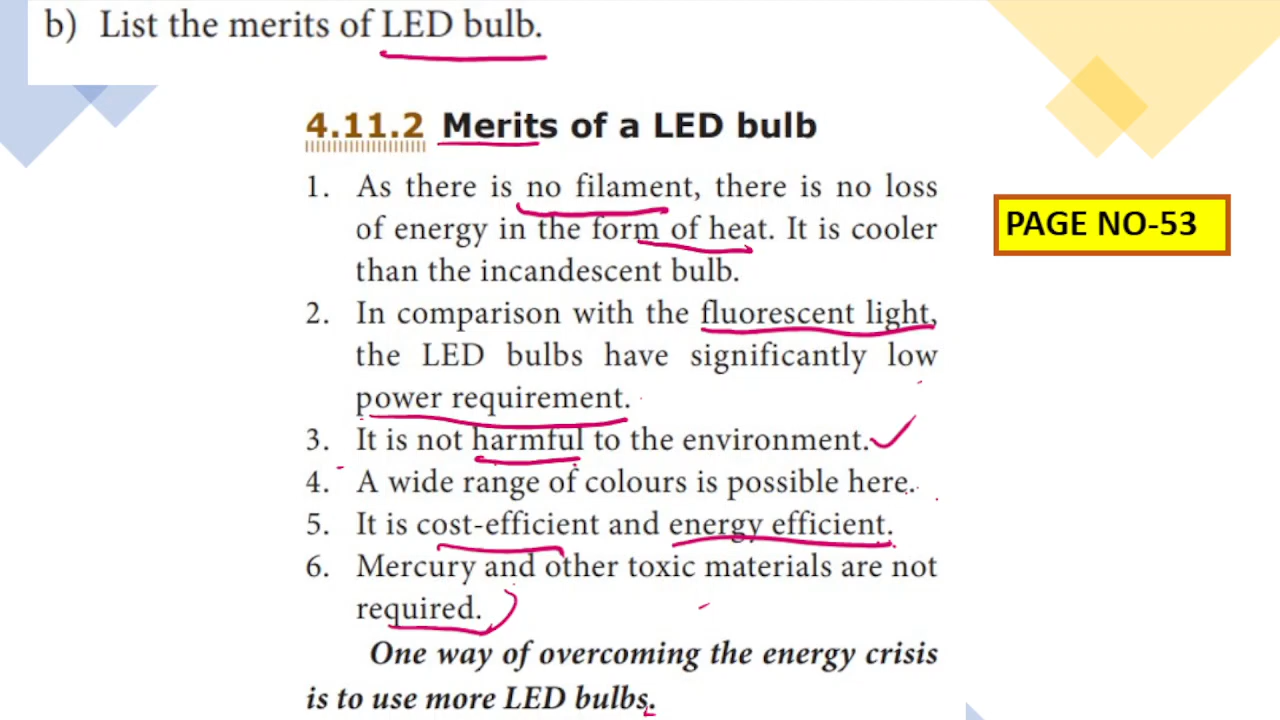 b) List the merits of LED bulb.
4.11.2 Merits of a LED bulb
1. As there is no filament, there is no loss
of energy in the form of heat. It is cooler
than the incandescent bulb.
PAGE NO-53
2. In comparison with the fluorescent light,
the LED bulbs have significantly low
power requirement.
3. It is not harmful to the environment.
4. A wide range of colours is possible here.
5. It is cost-efficient and energy efficient.
6. Mercury and other toxic materials are not
required.
One way of overcoming the energy crisis
is to use more LED bulbs.